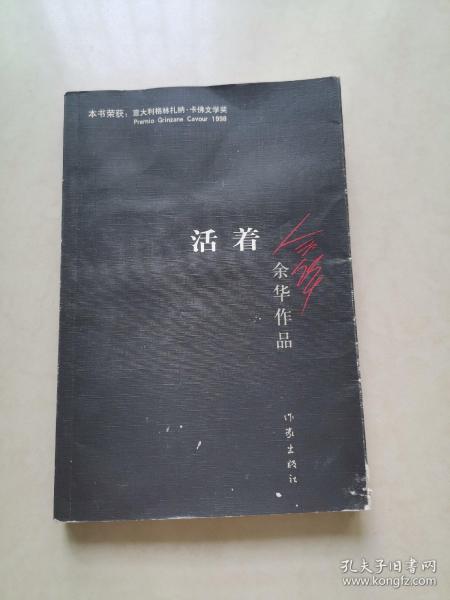 本书荣获：意大利格林扎纳·卡佛文学奖
Premio Grinzane Cavour 1998
活着
余华
余华作品
作家出版社
孔夫子旧书网
www.kongfz.com